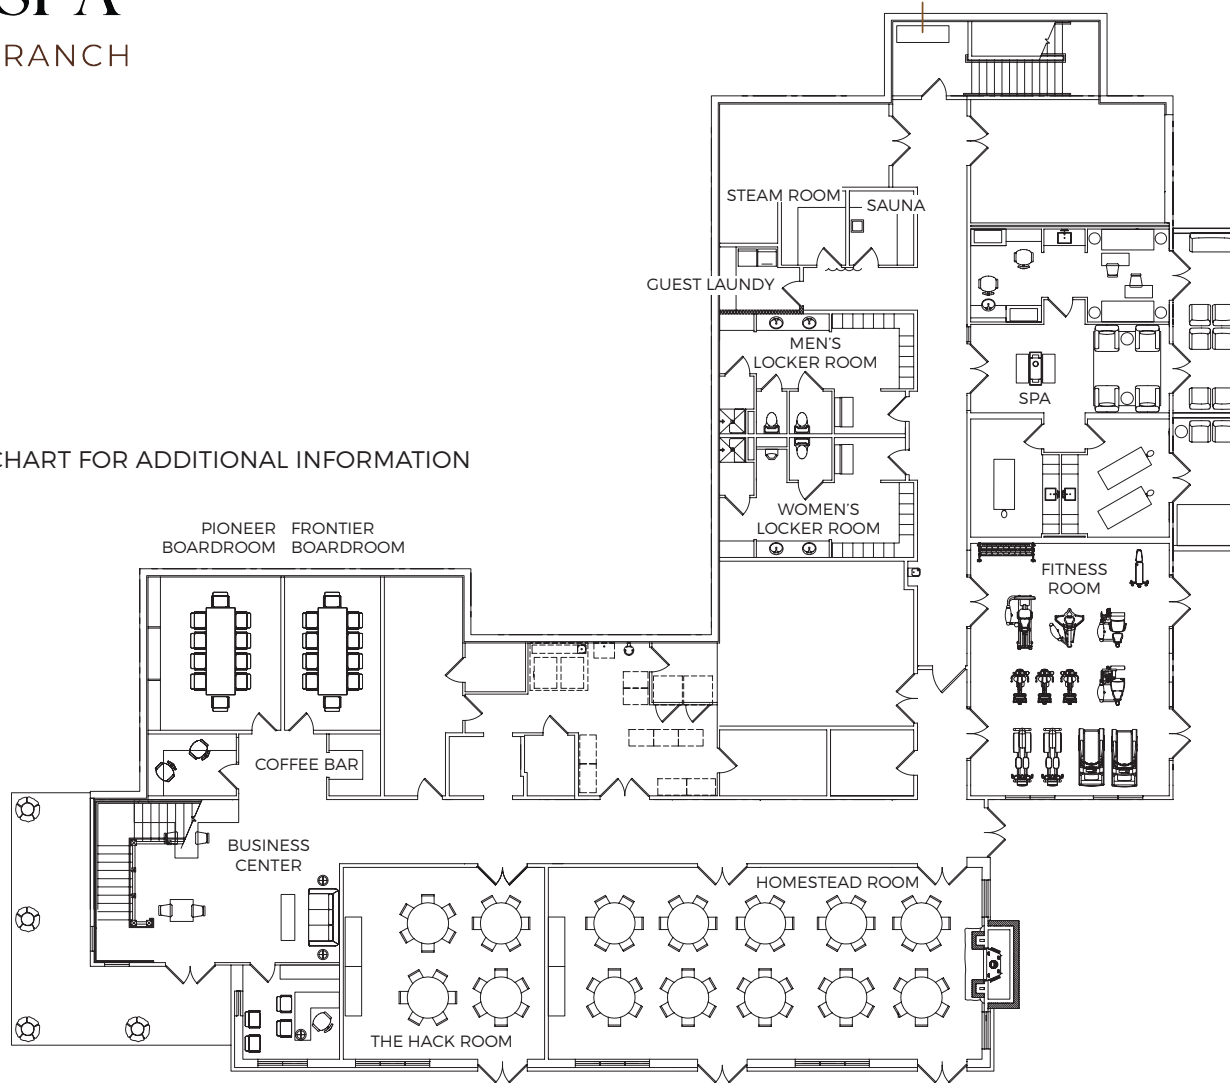 SPA
RANCH
STEAM ROOM
SAUNA
GUEST LAUNDY
MEN'S
LOCKER ROOM
SPA
CHART FOR ADDITIONAL INFORMATION
WOMEN'S
LOCKER ROOM
PIONEER
BOARDROOM
FRONTIER
BOARDROOM
FITNESS
ROOM
COFFEE BAR
BUSINESS
CENTER
HOMESTEAD ROOM
THE HACK ROOM